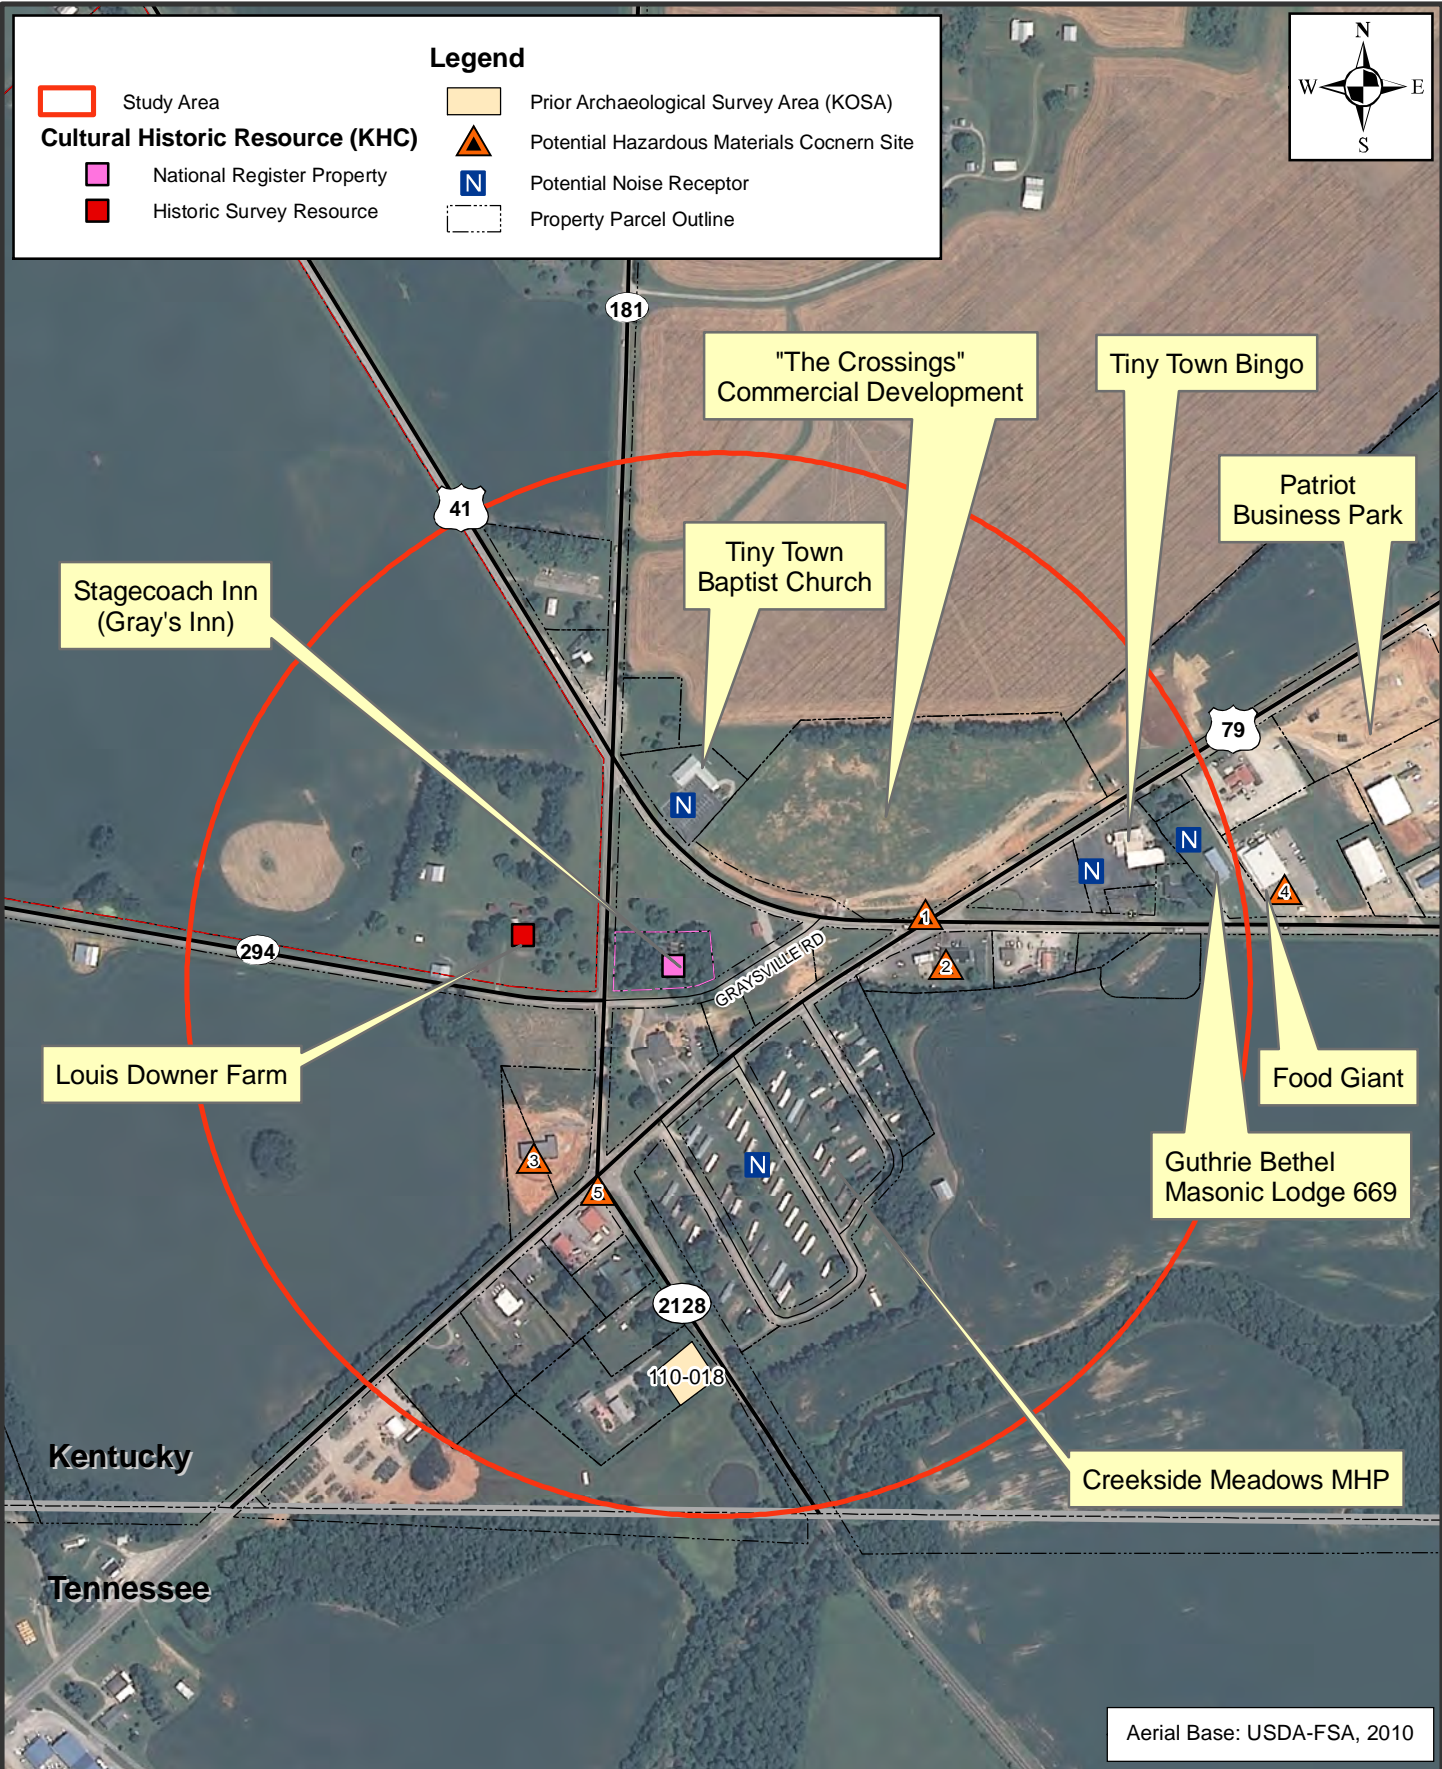 Legend
Study Area
Cultural Historic Resource (KHC)
National Register Property
Historic Survey Resource
Prior Archaeological Survey Area (KOSA)
Potential Hazardous Materials Cocnern Site
N
Potential Noise Receptor
Property Parcel Outline
N
W
E
S
181
"The Crossings"
Commercial Development
Tiny Town Bingo
41
Patriot
Business Park
Tiny Town
Baptist Church
Stagecoach Inn
(Gray's Inn)
79
N
N
N
4
1
294
GRAYSVILLE RD
2
Louis Downer Farm
Food Giant
3
N
5
Guthrie Bethel
Masonic Lodge 669
2128
110-018
Kentucky
Creekside Meadows MHP
Tennessee
Aerial Base: USDA-FSA, 2010